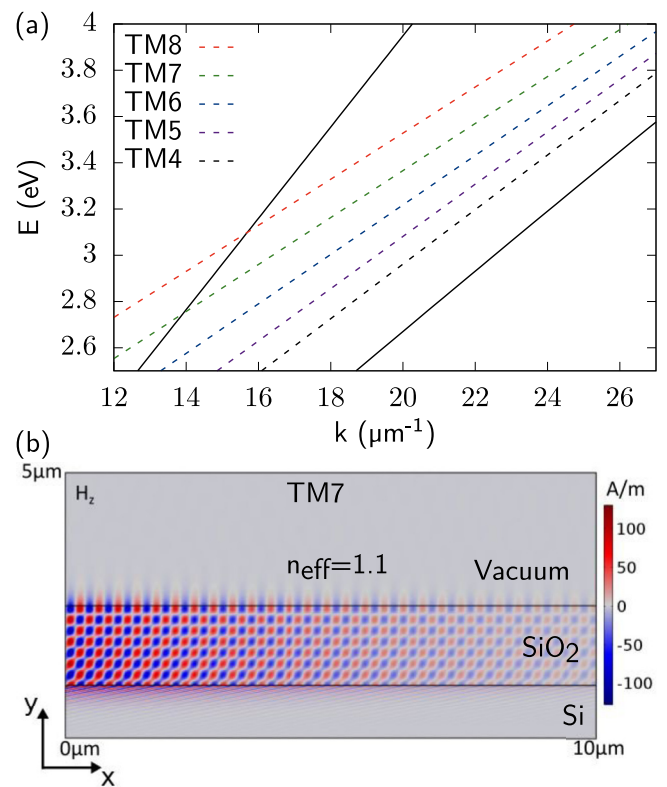 (a)
4
3.8
3.6
3.4
3.2
3
2.8
2.6
E (eV)
TM8
TM7
TM6
TM5
TM4
12 14 16 18 20 22 24 26
k (μm⁻¹)
(b)
5μm
Hz
TM7
A/m
neff=1.1
Vacuum
100
50
0
-50
-100
SiO2
Si
y
x
0μm
10μm